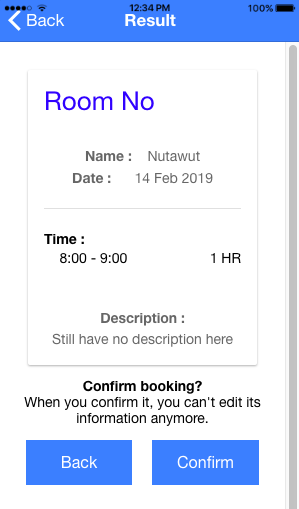 12:34 PM 100%
Back Result
Room No
Name : Nutawut
Date : 14 Feb 2019
Time :
8:00 - 9:00 1 HR
Description :
Still have no description here
Confirm booking?
When you confirm it, you can't edit its
information anymore.
Back Confirm